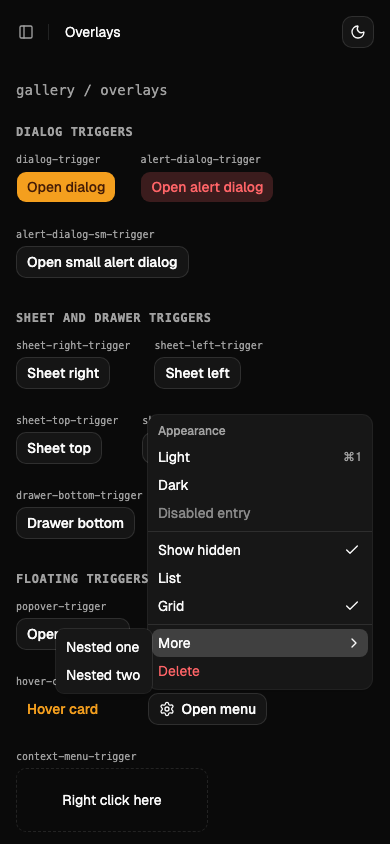 Overlays
gallery / overlays
DIALOG TRIGGERS
dialog-trigger
alert-dialog-trigger
Open dialog
Open alert dialog
alert-dialog-sm-trigger
Open small alert dialog
SHEET AND DRAWER TRIGGERS
sheet-right-trigger
sheet-left-trigger
Sheet right
Sheet left
sheet-top-trigger
Sheet top
drawer-bottom-trigger
Drawer bottom
Appearance
Light ⌘1
Dark
Disabled entry
Show hidden
List
Grid
More
Delete
FLOATING TRIGGERS
popover-trigger
Nested one
Nested two
Hover card
Open menu
context-menu-trigger
Right click here